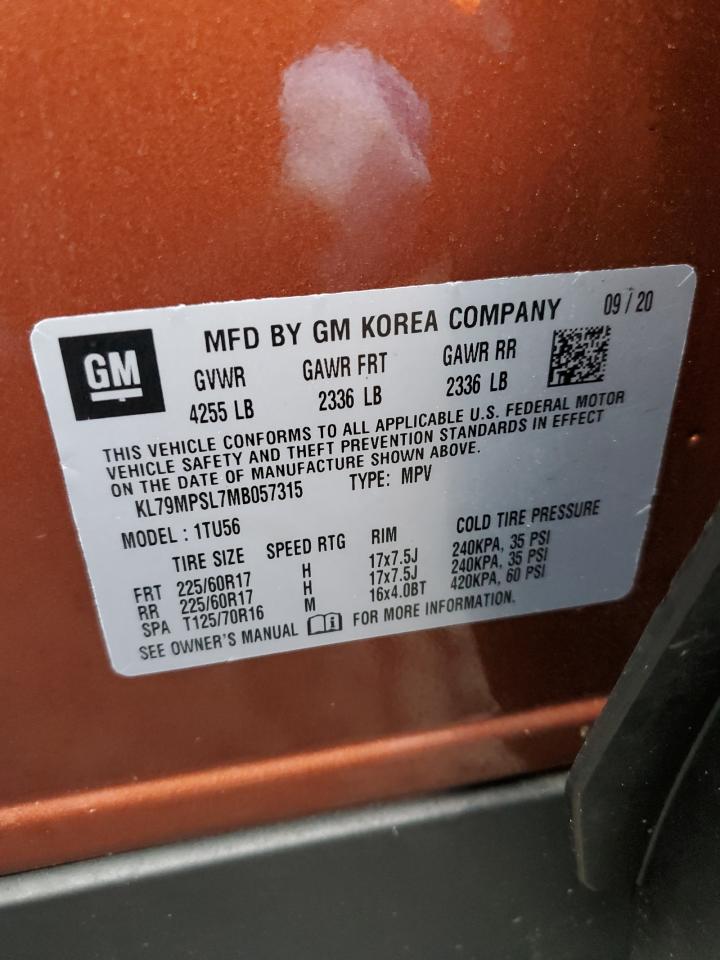 GM
MFD BY GM KOREA COMPANY 09 / 20
GVWR GAWR FRT GAWR RR
4255 LB 2336 LB 2336 LB
THIS VEHICLE CONFORMS TO ALL APPLICABLE U.S. FEDERAL MOTOR
VEHICLE SAFETY AND THEFT PREVENTION STANDARDS IN EFFECT
ON THE DATE OF MANUFACTURE SHOWN ABOVE.
KL79MPSL7MB057315 TYPE: MPV
MODEL : 1TU56
TIRE SIZE SPEED RTG RIM COLD TIRE PRESSURE
FRT 225/60R17 H 17x7.5J 240KPA, 35 PSI
RR 225/60R17 H 17x7.5J 240KPA, 35 PSI
SPA T125/70R16 M 16x4.0BT 420KPA, 60 PSI
SEE OWNER'S MANUAL FOR MORE INFORMATION.